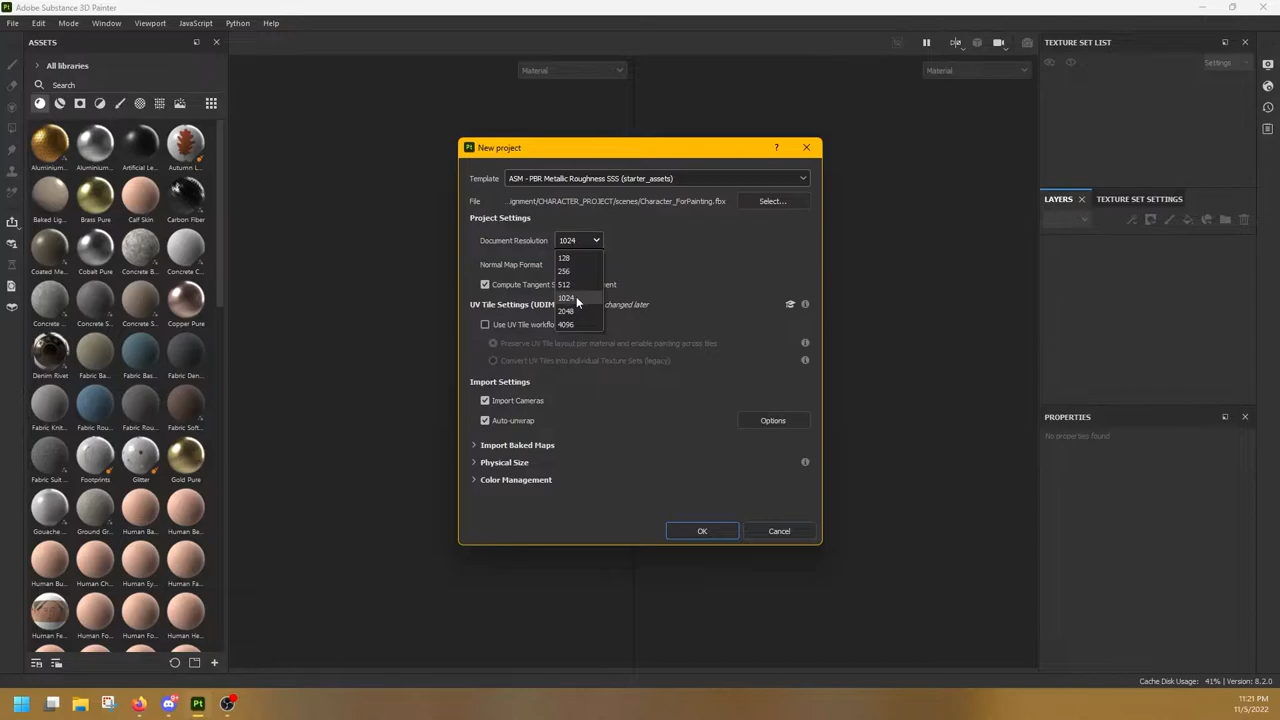 Pt Adobe Substance 3D Painter
File Edit Mode Window Viewport JavaScript Python Help
ASSETS
All libraries
Search
Aluminium... Aluminium... Artificial Le... Autumn L...
Baked Lig... Brass Pure Calf Skin Carbon Fiber
Coated Me... Cobalt Pure Concrete B... Concrete C...
Concrete ... Concrete S... Concrete S... Copper Pure
Denim Rivet Fabric Ba... Fabric Ba... Fabric Den...
Fabric Knit... Fabric Rou... Fabric Rou... Fabric Soft...
Fabric Suit ... Footprints Glitter Gold Pure
Gouache ... Ground Gr... Human Ba... Human Be...
Human Bu... Human Ch... Human Ey... Human Fa...
Human Fe... Human Fo... Human Fo... Human He...
Material
Material
Pt New project ?
Template ASM - PBR Metallic Roughness SSS (starter_assets)
File ...ignment/CHARACTER_PROJECT/scenes/Character_ForPainting.fbx Select...
Project Settings
Document Resolution 1024
128
Normal Map Format
256
Compute Tangent S 512 ent
1024
UV Tile Settings (UDIM changed later
2048
Use UV Tile workflo 4096
Preserve UV Tile layout per material and enable painting across tiles
Convert UV Tiles into individual Texture Sets (legacy)
Import Settings
Import Cameras
Auto-unwrap Options
Import Baked Maps
Physical Size
Color Management
OK Cancel
TEXTURE SET LIST
Settings
LAYERS TEXTURE SET SETTINGS
PROPERTIES
No properties found
Cache Disk Usage: 41% | Version: 8.2.0
Pt
11:21 PM
11/5/2022